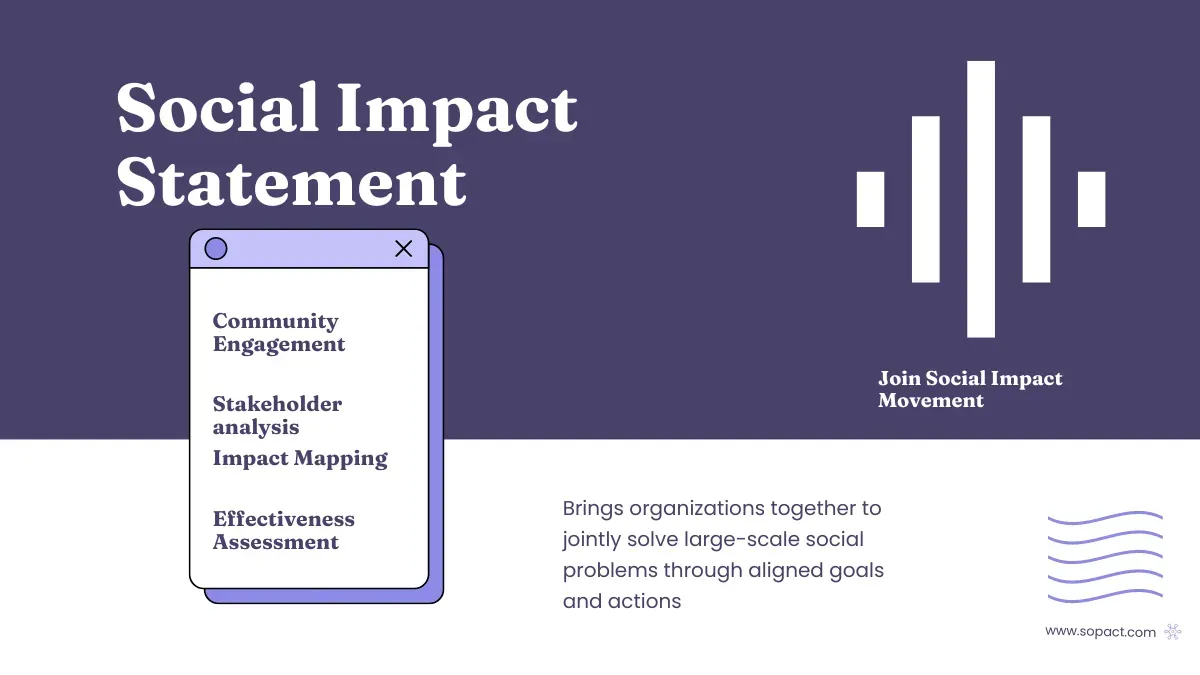 Social Impact
Statement
Community
Engagement
Stakeholder
analysis
Impact Mapping
Effectiveness
Assessment
Join Social Impact
Movement
Brings organizations together to
jointly solve large-scale social
problems through aligned goals
and actions
www.sopact.com